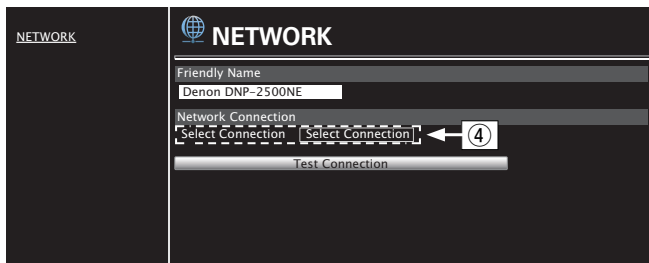 NETWORK
NETWORK
Friendly Name
Denon DNP-2500NE
Network Connection
Select Connection Select Connection ④
Test Connection